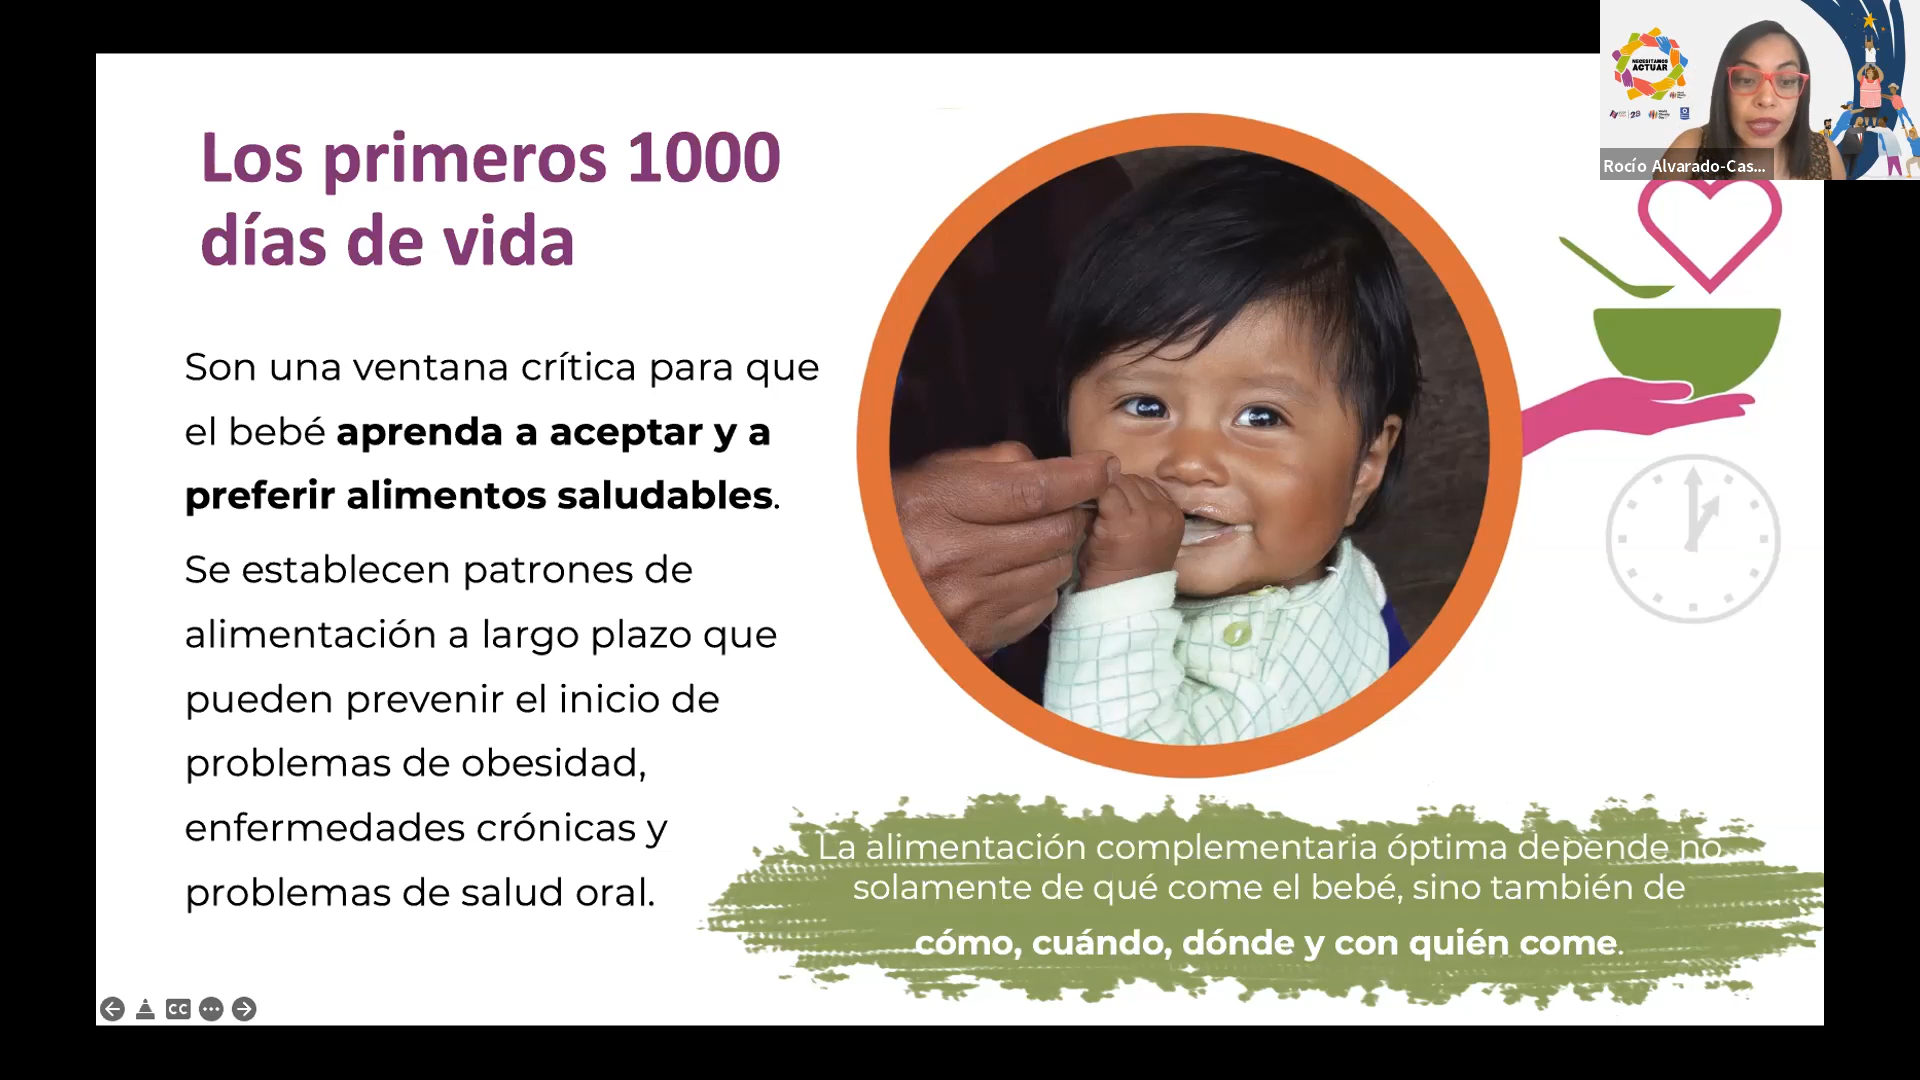 Los primeros 1000
días de vida
Son una ventana crítica para que
el bebé aprenda a aceptar y a
preferir alimentos saludables.
Se establecen patrones de
alimentación a largo plazo que
pueden prevenir el inicio de
problemas de obesidad,
enfermedades crónicas y
problemas de salud oral.
La alimentación complementaria óptima depende no
solamente de qué come el bebé, sino también de
cómo, cuándo, dónde y con quién come.
NECESITAMOS
ACTUAR
Rocío Alvarado-Cas...
CC